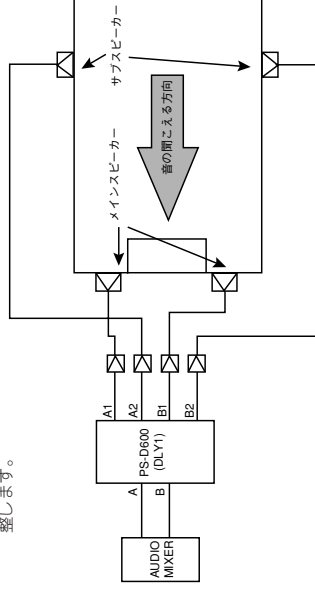 整します。
サブスピーカー
メインスピーカー
音の聞こえる方向
A1
A2
B1
B2
PS-D600
(DLY1)
A
B
AUDIO
MIXER